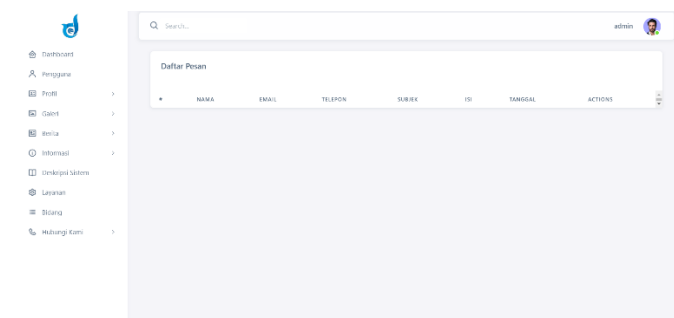 Search...
admin
Dashboard
Pengguna
Profil
Galeri
Berita
Informasi
Deskripsi Sistem
Layanan
Bidang
Hubungi Kami
Daftar Pesan
# NAMA EMAIL TELEPON SUBJEK ISI TANGGAL ACTIONS